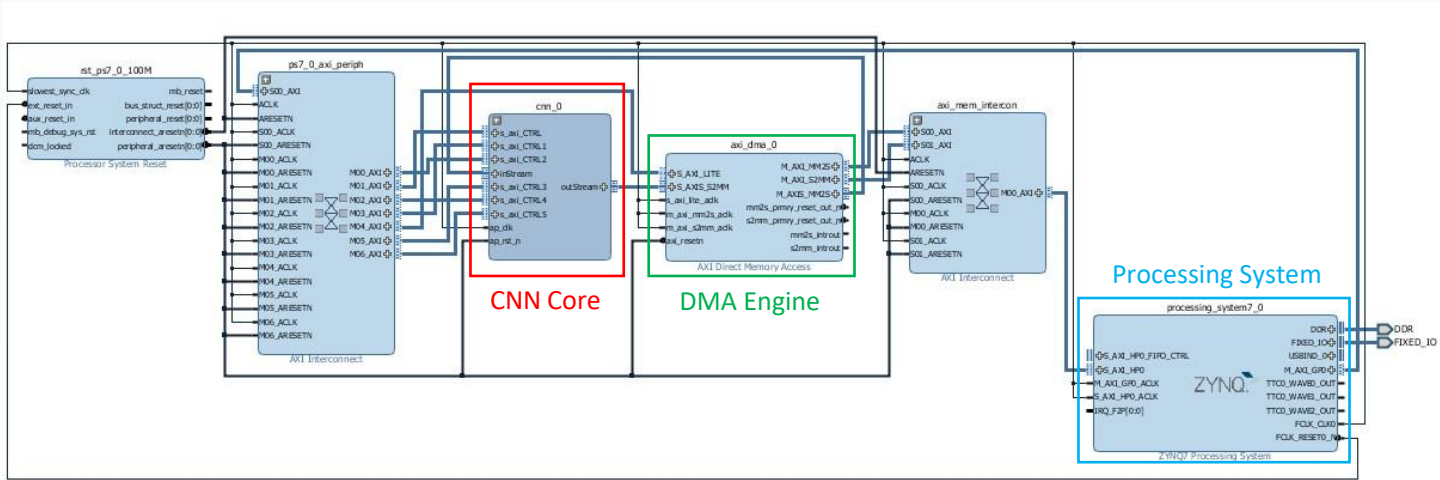 rst_ps7_0_100M
slowest_sync_clk
ext_reset_in
aux_reset_in
mb_debug_sys_rst
dcm_locked
mb_reset
bus_struct_reset[0:0]
peripheral_reset[0:0]
interconnect_aresetn[0:0]
peripheral_aresetn[0:0]
Processor System Reset
ps7_0_axi_periph
S00_AXI
ACLK
ARESETN
S00_ACLK
S00_ARESETN
M00_ACLK
M00_ARESETN
M01_ACLK
M01_ARESETN
M02_ACLK
M02_ARESETN
M03_ACLK
M03_ARESETN
M04_ACLK
M04_ARESETN
M05_ACLK
M05_ARESETN
M06_ACLK
M06_ARESETN
M00_AXI
M01_AXI
M02_AXI
M03_AXI
M04_AXI
M05_AXI
M06_AXI
AXI Interconnect
cnn_0
s_axi_CTRL
s_axi_CTRL1
s_axi_CTRL2
inStream
s_axi_CTRL3
s_axi_CTRL4
s_axi_CTRL5
ap_clk
ap_rst_n
outStream
CNN Core
axi_dma_0
S_AXI_LITE
S_AXIS_S2MM
s_axi_lite_aclk
m_axi_mm2s_aclk
m_axi_s2mm_aclk
axi_resetn
M_AXI_MM2S
M_AXI_S2MM
M_AXIS_MM2S
mm2s_prmry_reset_out_n
s2mm_prmry_reset_out_n
mm2s_introut
s2mm_introut
AXI Direct Memory Access
DMA Engine
axi_mem_intercon
S00_AXI
S01_AXI
ACLK
ARESETN
S00_ACLK
S00_ARESETN
M00_ACLK
M00_ARESETN
S01_ACLK
S01_ARESETN
M00_AXI
AXI Interconnect
Processing System
processing_system7_0
S_AXI_HP0_FIFO_CTRL
S_AXI_HP0
M_AXI_GP0_ACLK
S_AXI_HP0_ACLK
IRQ_F2P[0:0]
ZYNQ
DDR
FIXED_IO
USBIND_0
M_AXI_GP0
TTC0_WAVE0_OUT
TTC0_WAVE1_OUT
TTC0_WAVE2_OUT
FCLK_CLK0
FCLK_RESET0_N
ZYNQ7 Processing System
DDR
FIXED_IO